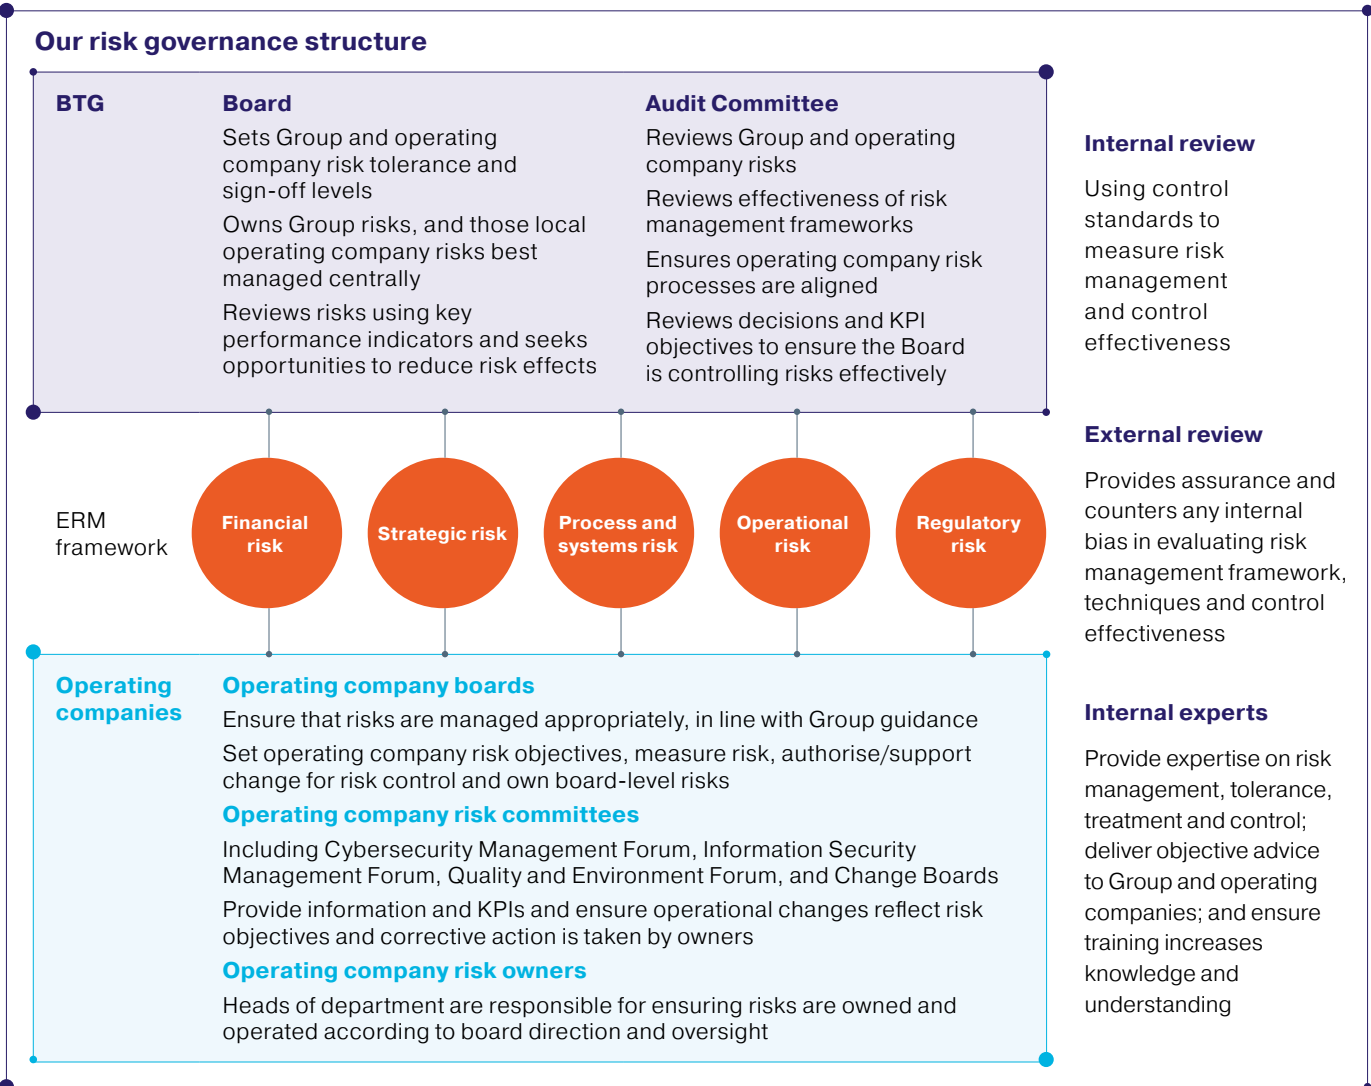 Our risk governance structure
BTG
Board
Sets Group and operating
company risk tolerance and
sign-off levels
Owns Group risks, and those local
operating company risks best
managed centrally
Reviews risks using key
performance indicators and seeks
opportunities to reduce risk effects
Audit Committee
Reviews Group and operating
company risks
Reviews effectiveness of risk
management frameworks
Ensures operating company risk
processes are aligned
Reviews decisions and KPI
objectives to ensure the Board
is controlling risks effectively
ERM
framework
Financial
risk
Strategic risk
Process and
systems risk
Operational
risk
Regulatory
risk
Operating
companies
Operating company boards
Ensure that risks are managed appropriately, in line with Group guidance
Set operating company risk objectives, measure risk, authorise/support
change for risk control and own board-level risks
Operating company risk committees
Including Cybersecurity Management Forum, Information Security
Management Forum, Quality and Environment Forum, and Change Boards
Provide information and KPIs and ensure operational changes reflect risk
objectives and corrective action is taken by owners
Operating company risk owners
Heads of department are responsible for ensuring risks are owned and
operated according to board direction and oversight
Internal review
Using control
standards to
measure risk
management
and control
effectiveness
External review
Provides assurance and
counters any internal
bias in evaluating risk
management framework,
techniques and control
effectiveness
Internal experts
Provide expertise on risk
management, tolerance,
treatment and control;
deliver objective advice
to Group and operating
companies; and ensure
training increases
knowledge and
understanding